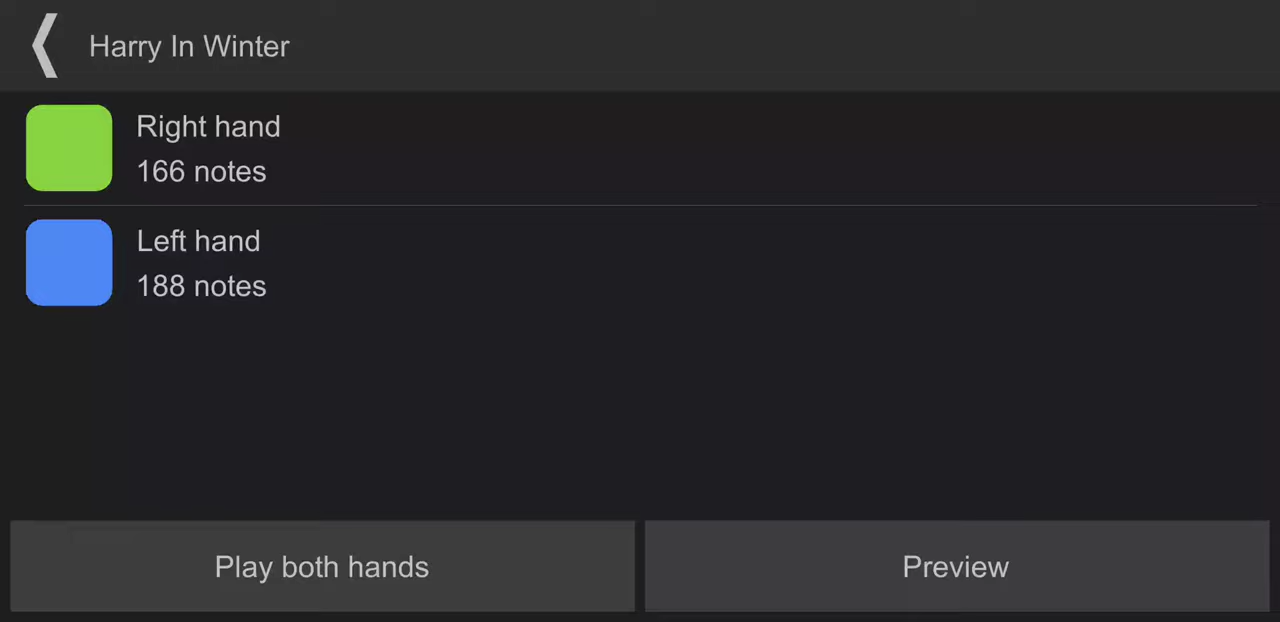 Harry In Winter
Right hand
166 notes
Left hand
188 notes
Play both hands
Preview